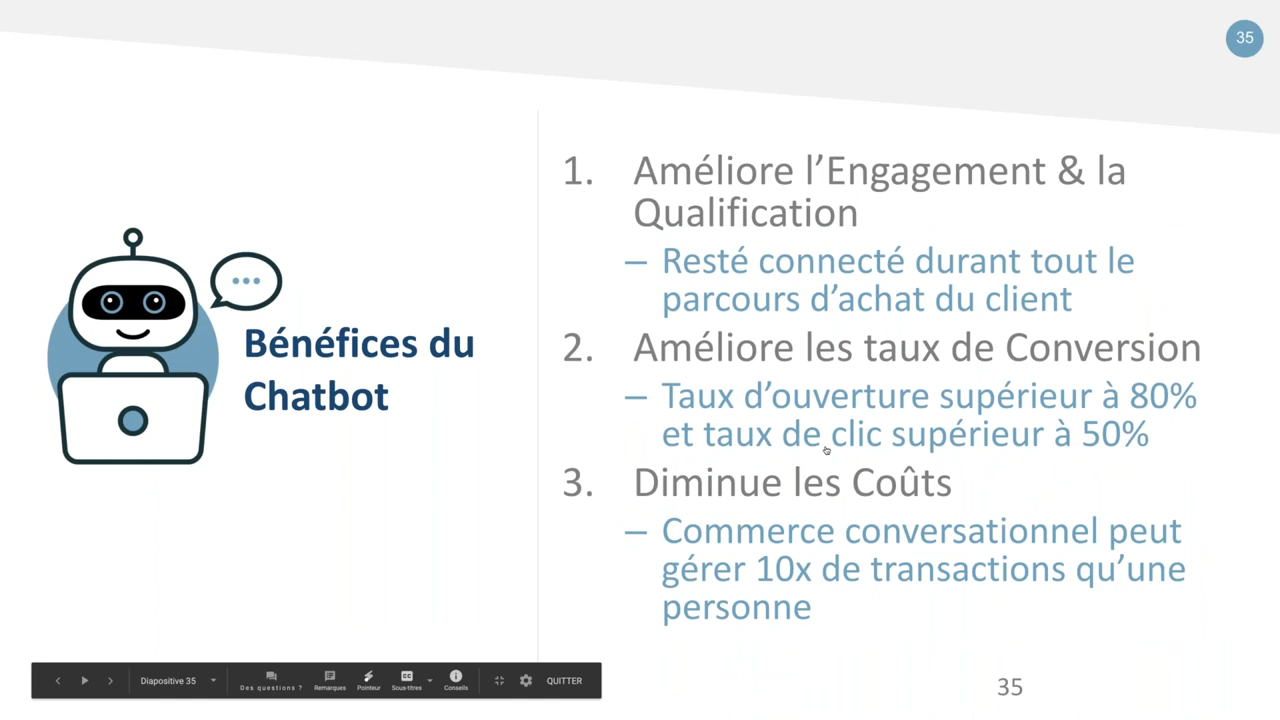 35
Bénéfices du
Chatbot
1. Améliore l’Engagement & la
Qualification
– Resté connecté durant tout le
parcours d’achat du client
2. Améliore les taux de Conversion
– Taux d’ouverture supérieur à 80%
et taux de clic supérieur à 50%
3. Diminue les Coûts
– Commerce conversationnel peut
gérer 10x de transactions qu’une
personne
Diapositive 35
Des questions ?
Remarques
Pointeur
CC
Sous-titres
Conseils
QUITTER
35